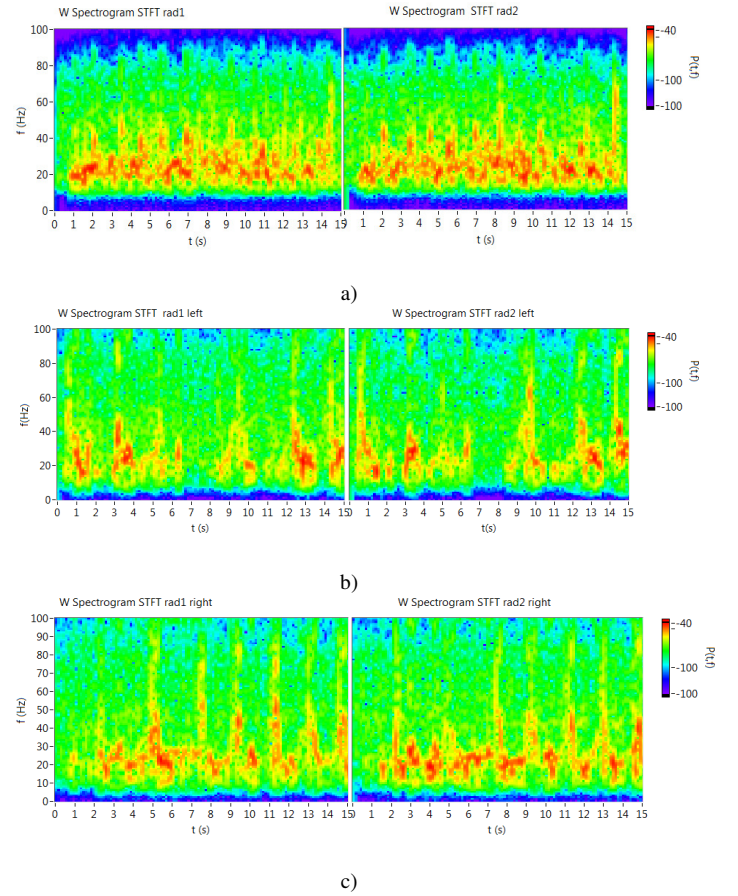 W Spectrogram STFT rad1
W Spectrogram STFT rad2
100
80
60
40
20
0
f (Hz)
0 1 2 3 4 5 6 7 8 9 10 11 12 13 14 15
1 2 3 4 5 6 7 8 9 10 11 12 13 14 15
t (s)
t (s)
-40
-100
-100
P(t,f)
a)
W Spectrogram STFT rad1 left
W Spectrogram STFT rad2 left
100
80
60
40
20
0
f(Hz)
0 1 2 3 4 5 6 7 8 9 10 11 12 13 14 15
1 2 3 4 5 6 7 8 9 10 11 12 13 14 15
t (s)
t(s)
-40
-100
-100
P(t,f)
b)
W Spectrogram STFT rad1 right
W Spectrogram STFT rad2 right
100
90
80
70
60
50
40
30
20
10
0
f (Hz)
0 1 2 3 4 5 6 7 8 9 10 11 12 13 14 15
0 1 2 3 4 5 6 7 8 9 10 11 12 13 14 15
t (s)
t (s)
-40
-100
-100
P(t,f)
c)